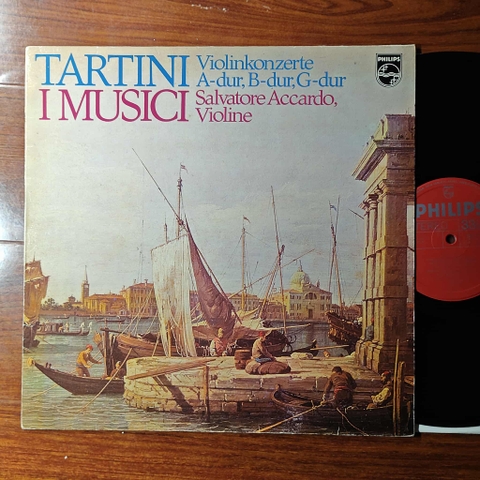 TARTINI
I MUSICI
Violinkonzerte
A-dur, B-dur, G-dur
Salvatore Accardo,
Violine
PHILIPS
PHILIPS